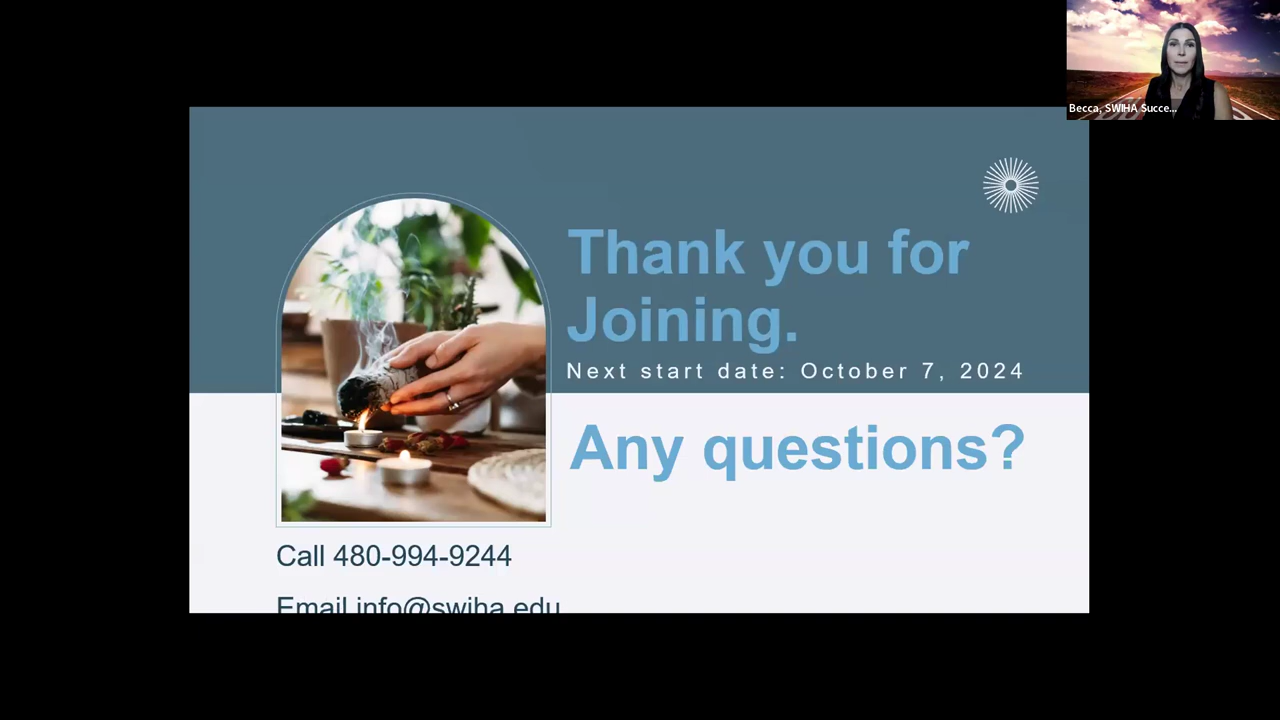 Becca, SWIHA Succe...
Thank you for
Joining.
Next start date: October 7, 2024
Any questions?
Call 480-994-9244
Email info@swiha.edu